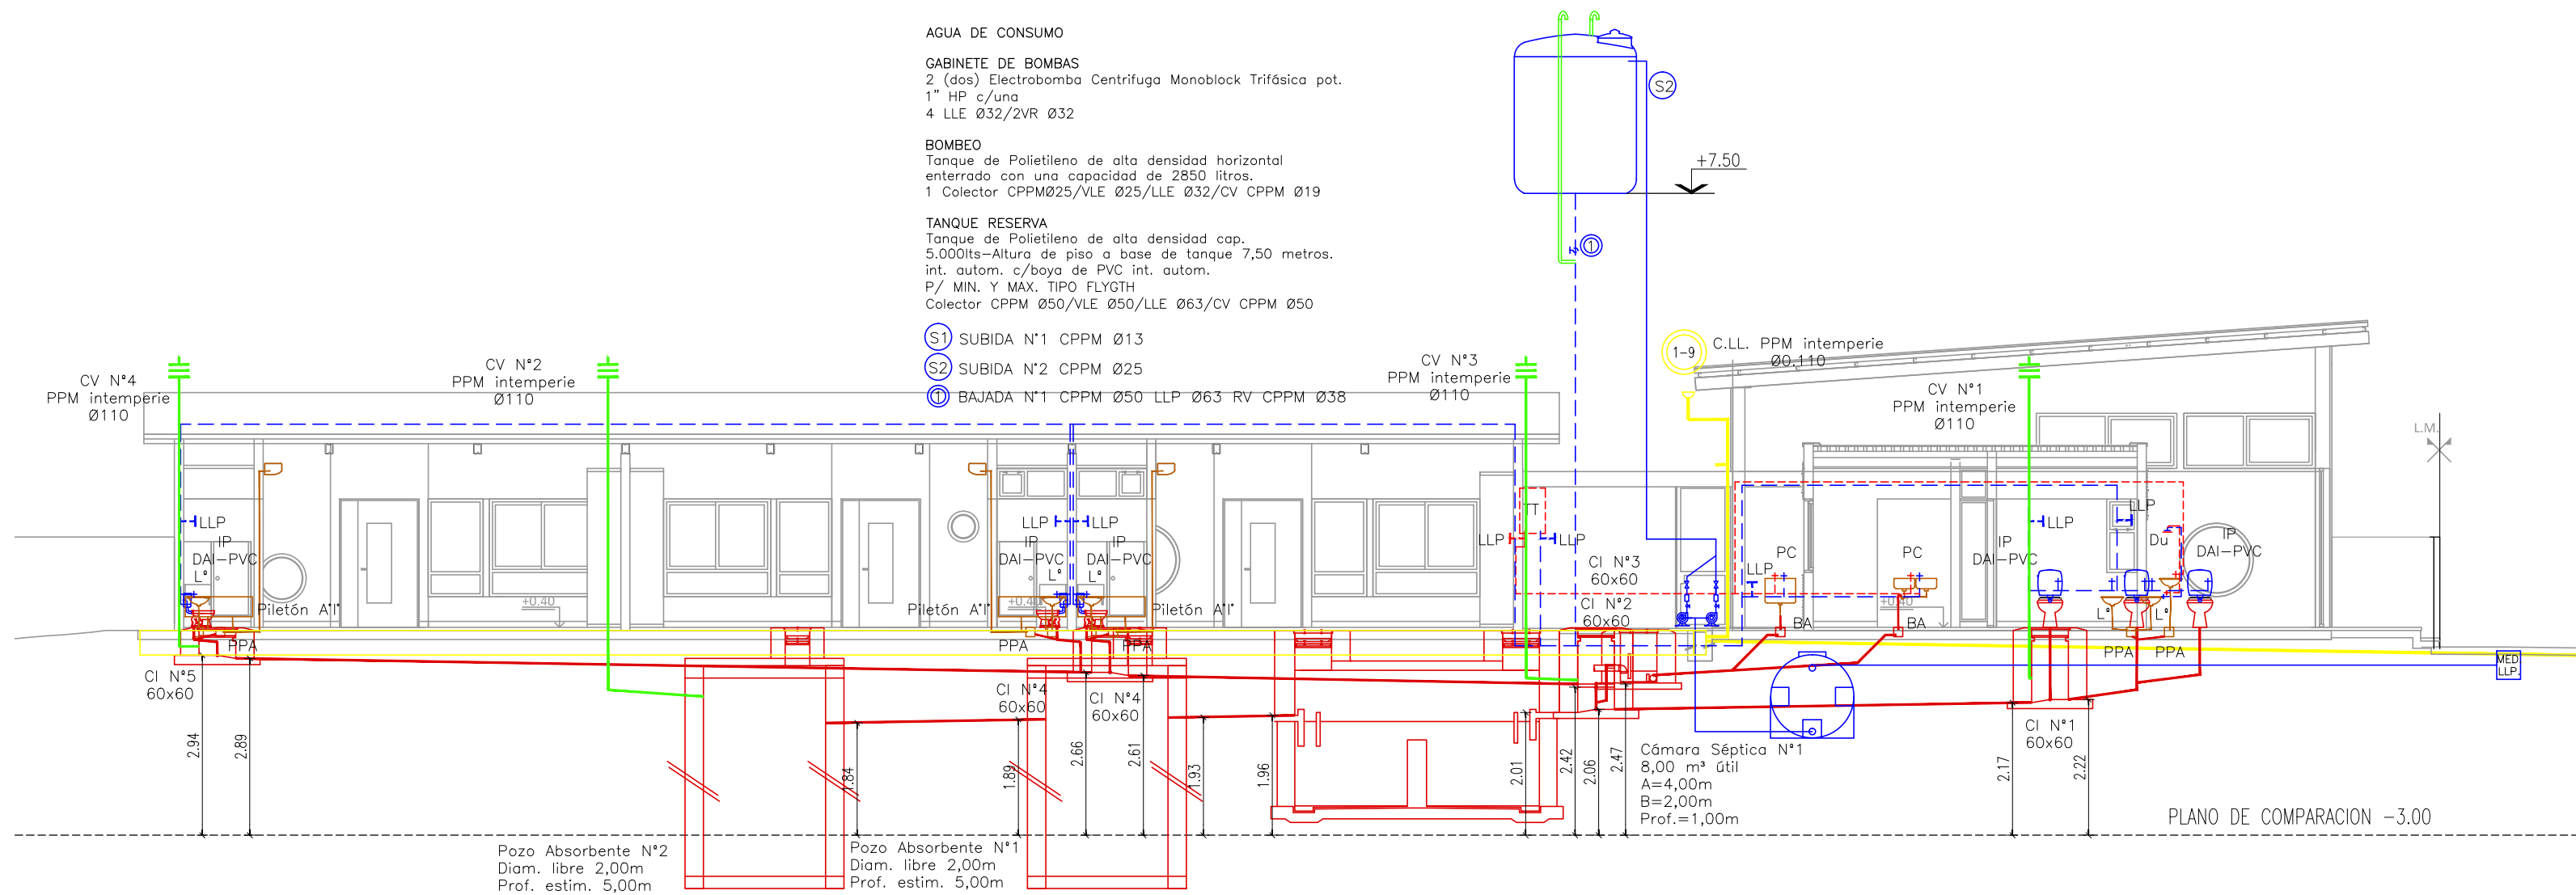 AGUA DE CONSUMO
GABINETE DE BOMBAS
2 (dos) Electrobomba Centrifuga Monoblock Trifásica pot.
1" HP c/una
4 LLE Ø32/2VR Ø32
BOMBEO
Tanque de Polietileno de alta densidad horizontal
enterrado con una capacidad de 2850 litros.
1 Colector CPPMØ25/VLE Ø25/LLE Ø32/CV CPPM Ø19
TANQUE RESERVA
Tanque de Polietileno de alta densidad cap.
5.000lts-Altura de piso a base de tanque 7,50 metros.
int. autom. c/boya de PVC int. autom.
P/ MIN. Y MAX. TIPO FLYGTH
Colector CPPM Ø50/VLE Ø50/LLE Ø63/CV CPPM Ø50
S1 SUBIDA N°1 CPPM Ø13
S2 SUBIDA N°2 CPPM Ø25
1 BAJADA N°1 CPPM Ø50 LLP Ø63 RV CPPM Ø38
S2
+7.50
1
CV N°4
PPM intemperie
Ø110
CV N°2
PPM intemperie
Ø110
CV N°3
PPM intemperie
Ø110
1-9
C.LL. PPM intemperie
Ø0.110
CV N°1
PPM intemperie
Ø110
L.M.
LLP
IP
DAI-PVC
L°
Piletón A°I°
PPA
+0.40
LLP
LLP
IP
DAI-PVC
L°
Piletón A°I°
+0.40
PPA
IP
DAI-PVC
L°
Piletón A°I°
PPA
TT
LLP
LLP
CI N°3
60x60
CI N°2
60x60
LLP
PC
BA
PC
+0.40
BA
IP
DAI-PVC
LLP
LLP
Du
IP
DAI-PVC
L°
L°
PPA
PPA
MED
LLP.
CI N°5
60x60
CI N°4
60x60
CI N°4
60x60
CI N°1
60x60
2.94
2.89
1.84
1.89
2.66
2.61
1.93
1.96
2.01
2.42
2.06
2.47
2.17
2.22
Cámara Séptica N°1
8,00 m³ útil
A=4,00m
B=2,00m
Prof.=1,00m
PLANO DE COMPARACION -3.00
Pozo Absorbente N°2
Diam. libre 2,00m
Prof. estim. 5,00m
Pozo Absorbente N°1
Diam. libre 2,00m
Prof. estim. 5,00m